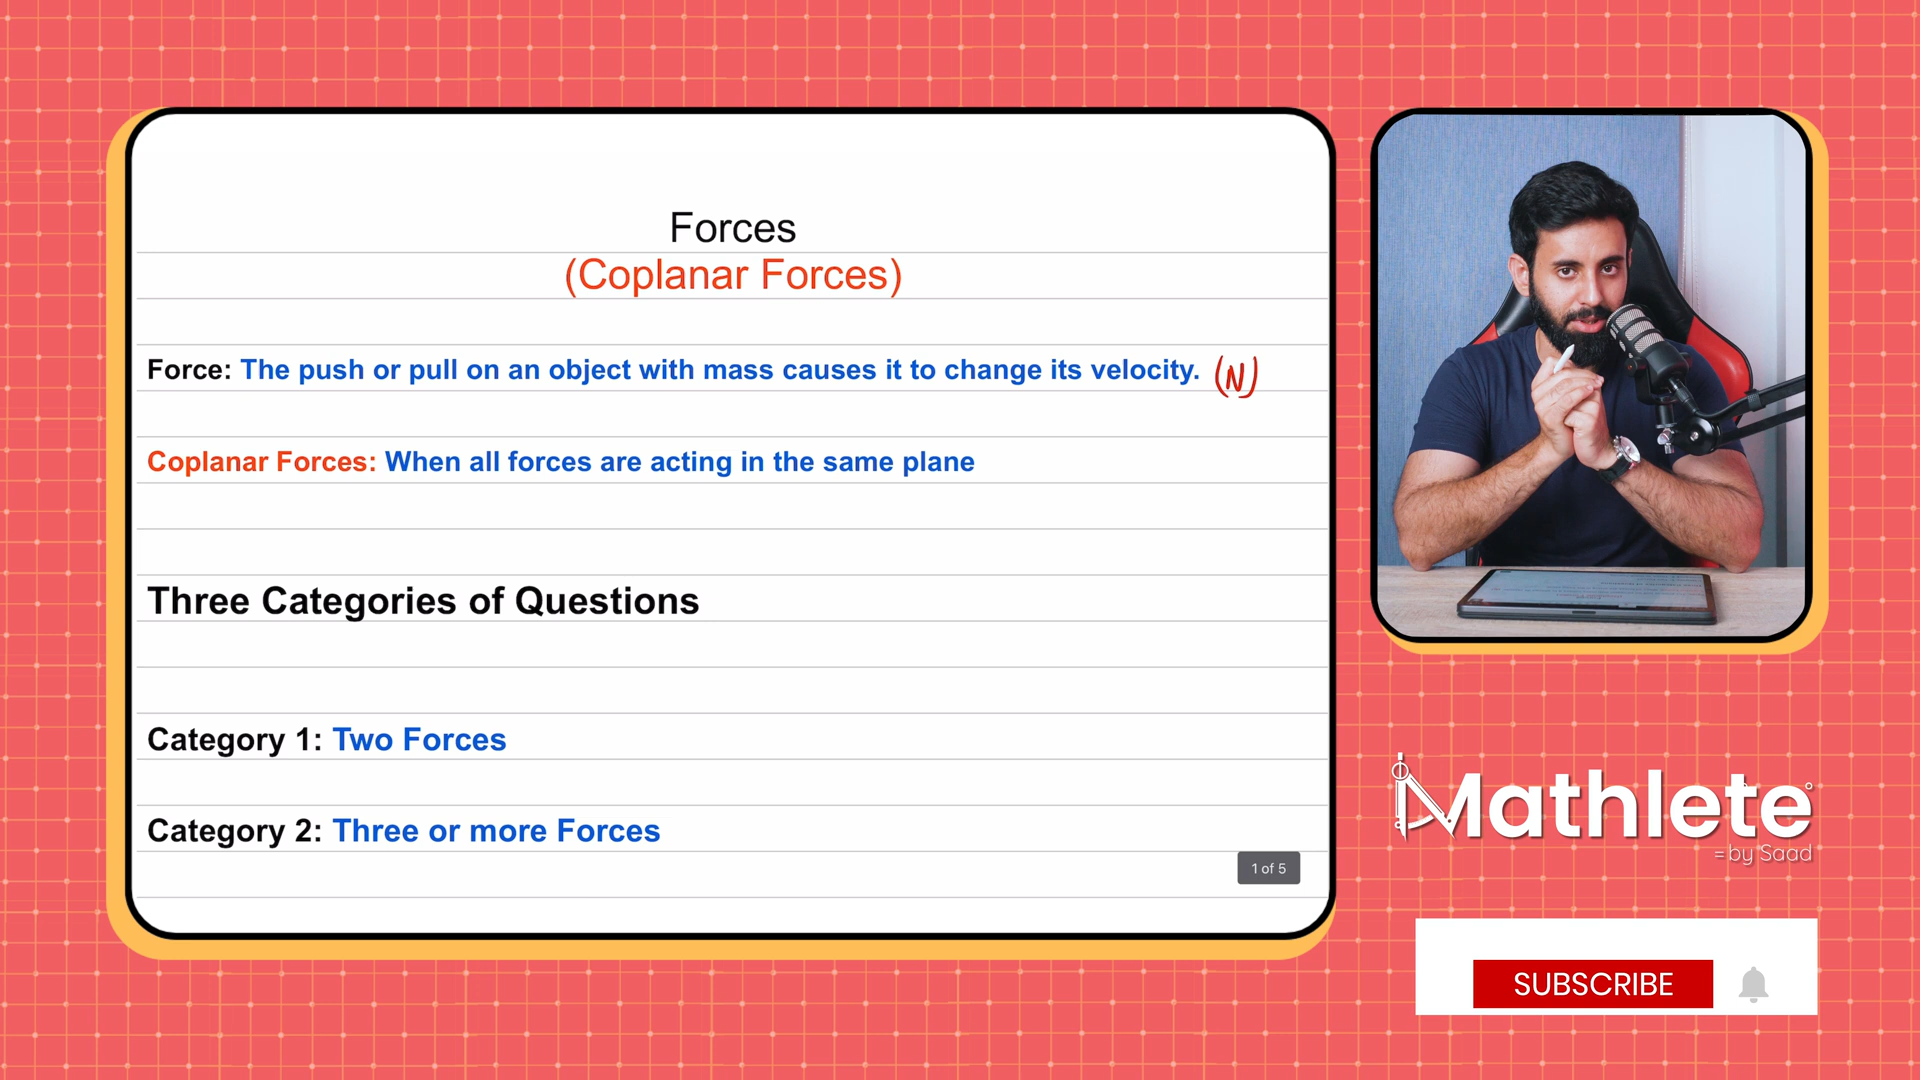 Forces
(Coplanar Forces)
Force: The push or pull on an object with mass causes it to change its velocity. (N)
Coplanar Forces: When all forces are acting in the same plane
Three Categories of Questions
Category 1: Two Forces
Category 2: Three or more Forces
1 of 5
Mathlete
=by Saad
SUBSCRIBE